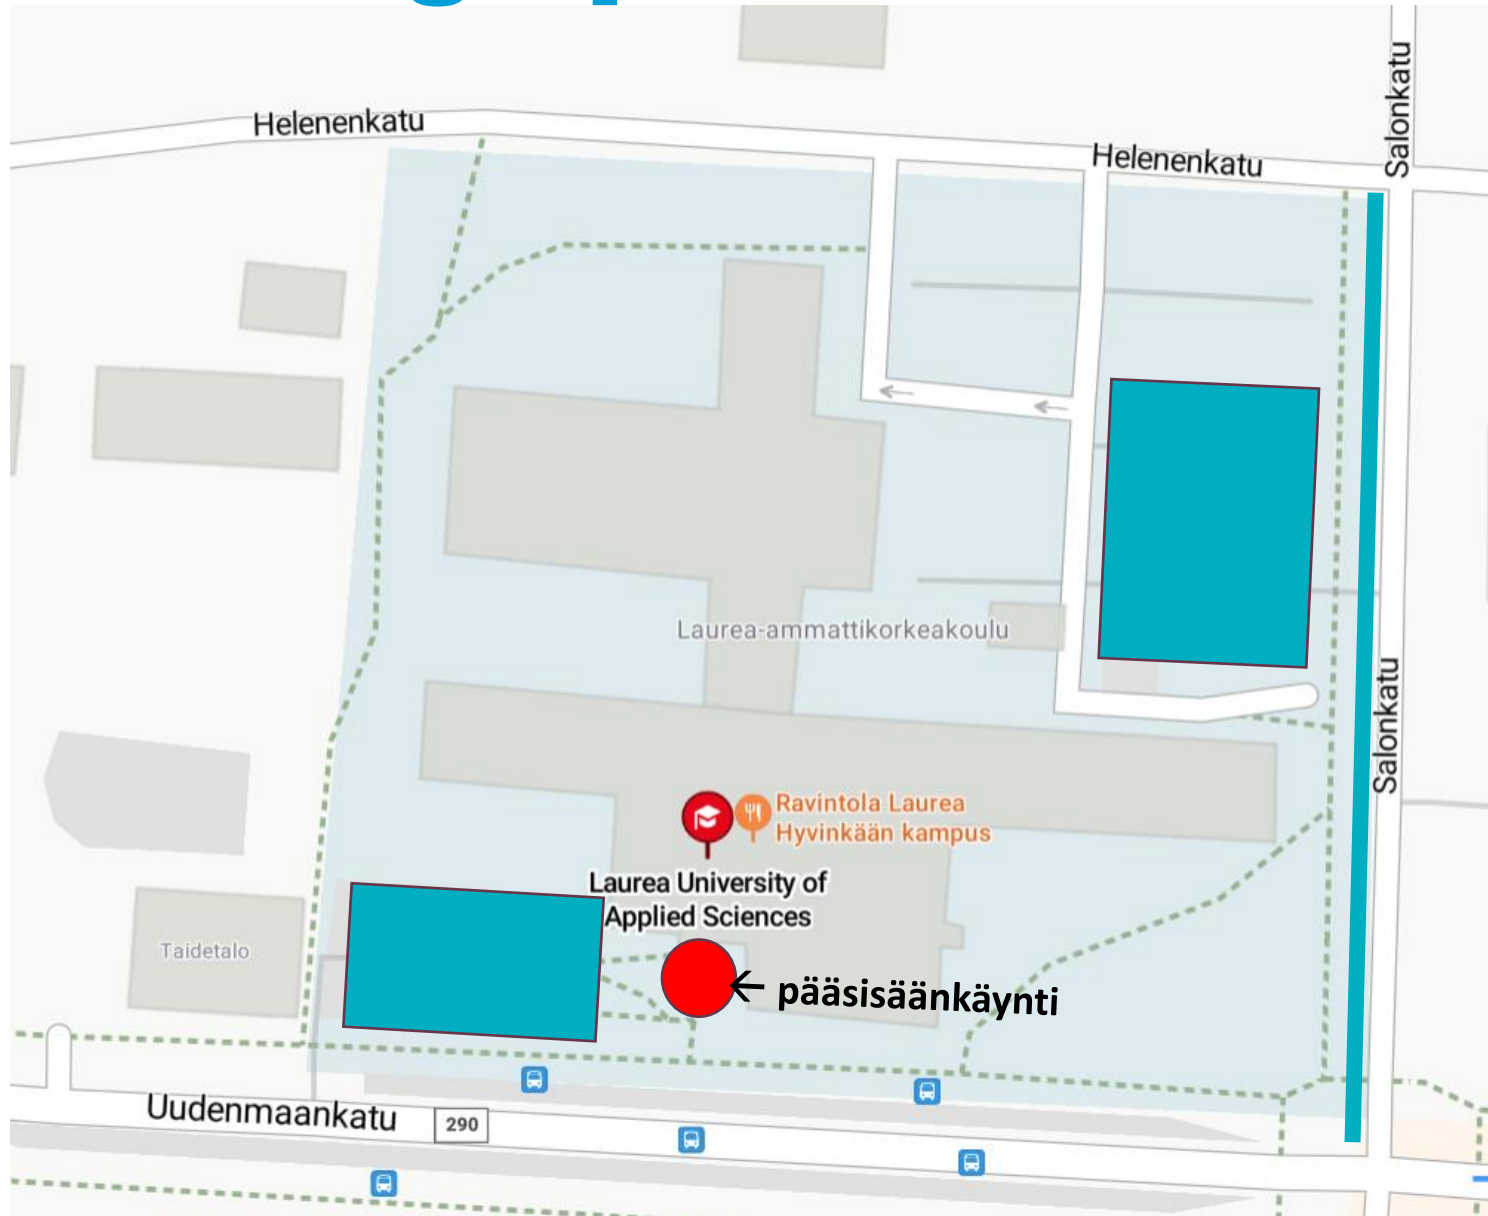 Helenenkatu
Salonkatu
Helenenkatu
Laurea-ammattikorkeakoulu
Salonkatu
Ravintola Laurea
Hyvinkään kampus
Laurea University of
Applied Sciences
Taidetalo
← pääsisäänkäynti
Uudenmaankatu
290